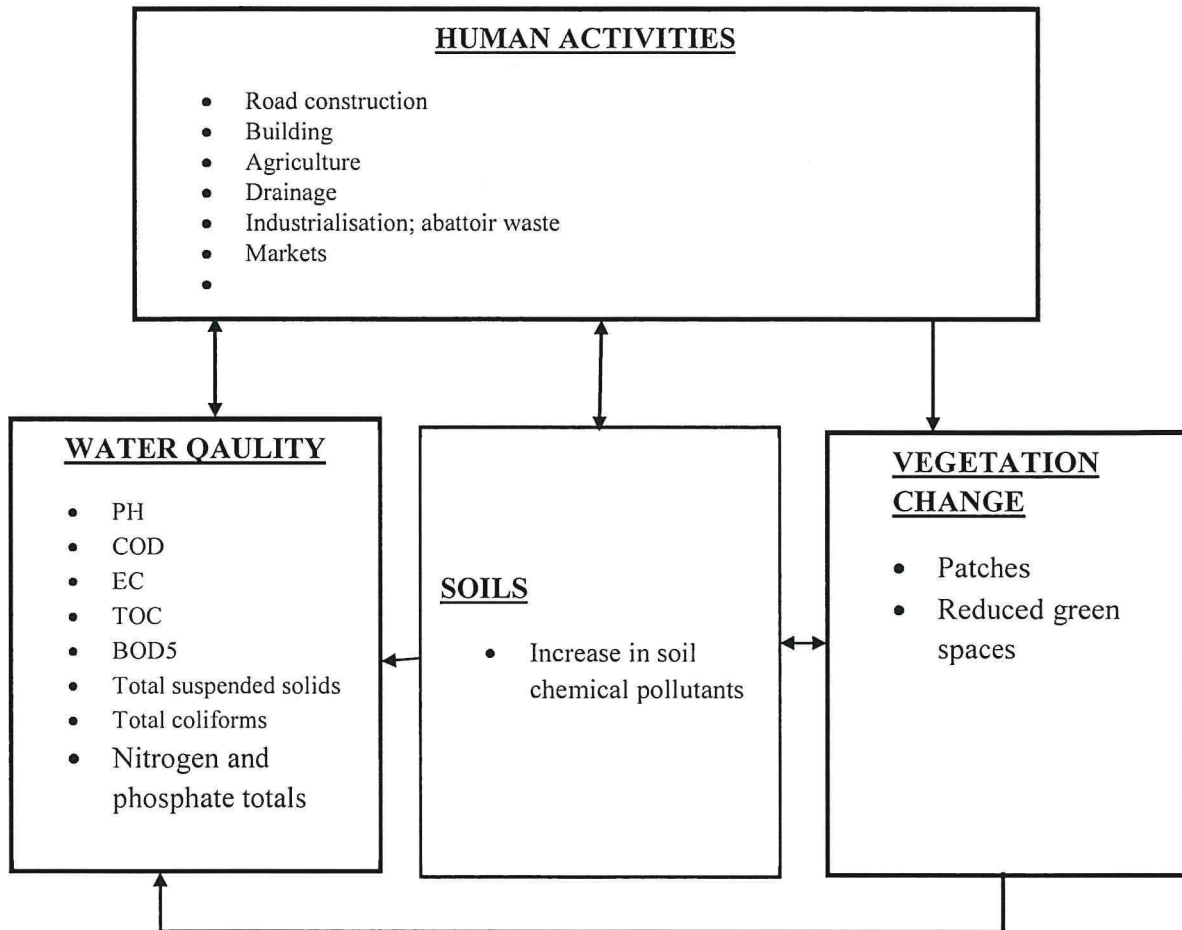 HUMAN ACTIVITIES
• Road construction
• Building
• Agriculture
• Drainage
• Industrialisation; abattoir waste
• Markets
•
WATER QAULITY
• PH
• COD
• EC
• TOC
• BOD5
• Total suspended solids
• Total coliforms
• Nitrogen and
phosphate totals
SOILS
• Increase in soil
chemical pollutants
VEGETATION
CHANGE
• Patches
• Reduced green
spaces